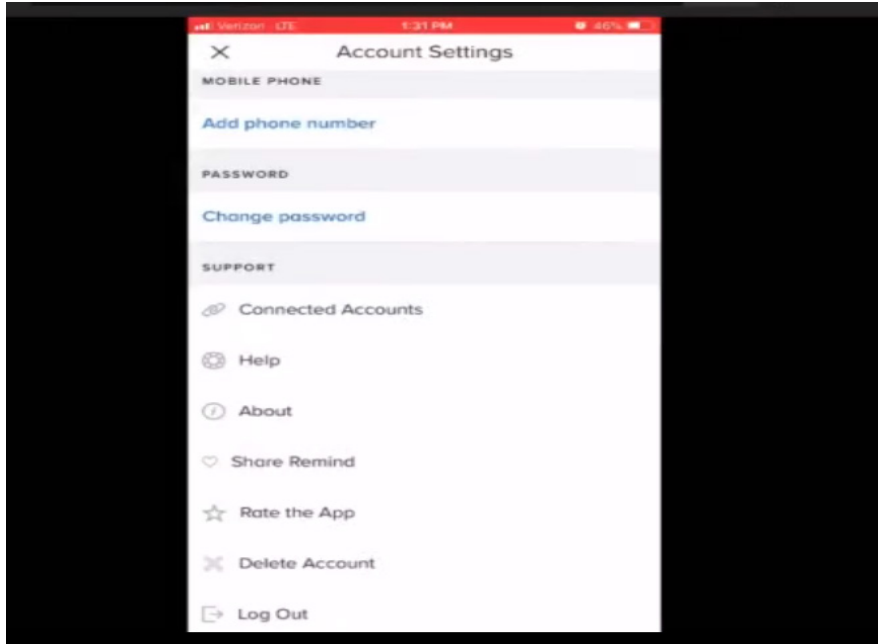 Verizon LTE 1:31 PM 46%
Account Settings
MOBILE PHONE
Add phone number
PASSWORD
Change password
SUPPORT
Connected Accounts
Help
About
Share Remind
Rate the App
Delete Account
Log Out